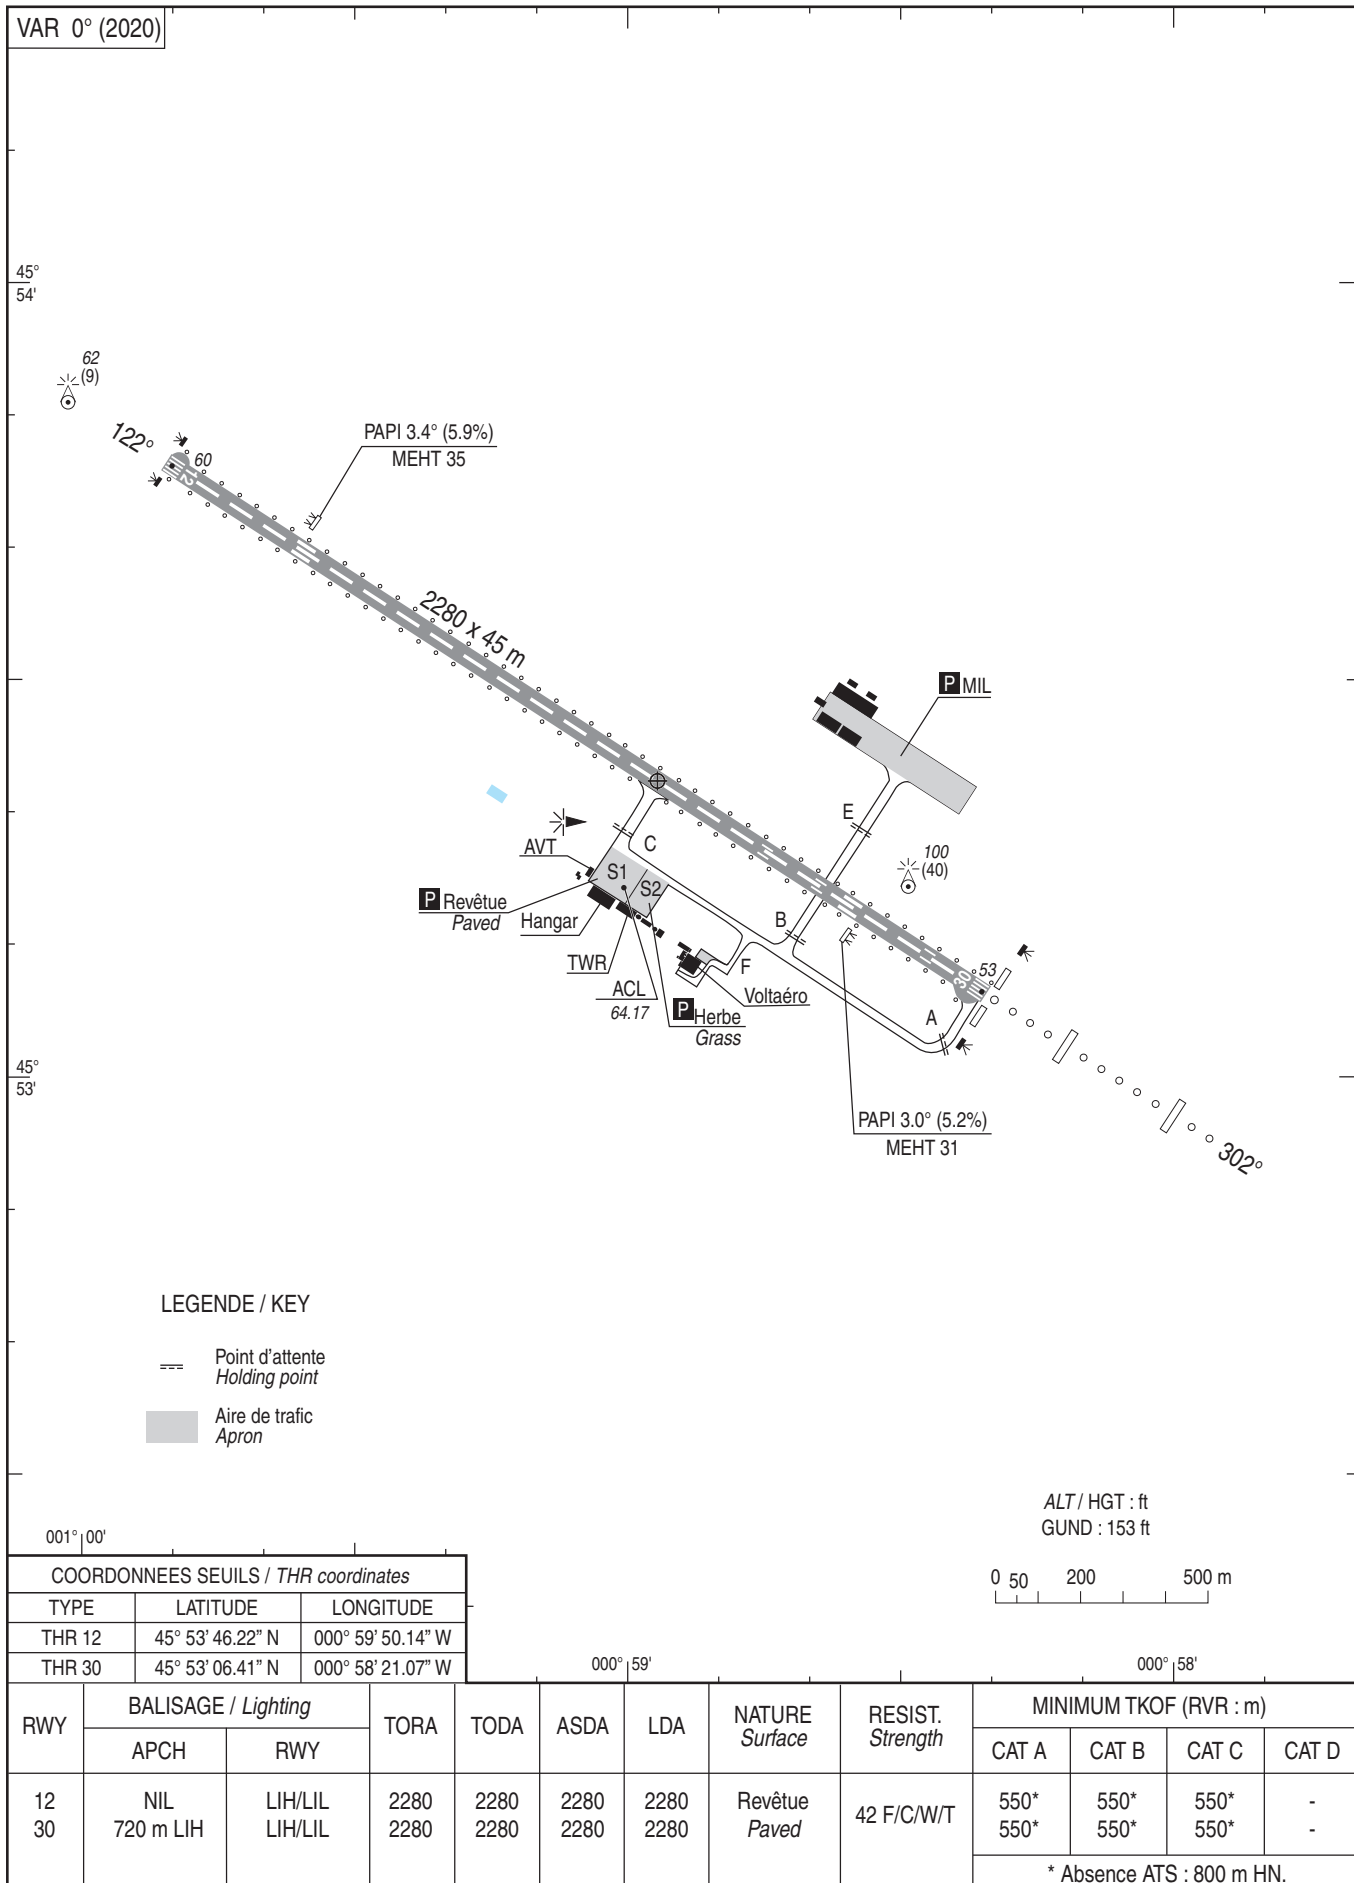 VAR 0° (2020)
45°
54'
62
(9)
122°
60
12
PAPI 3.4° (5.9%)
MEHT 35
2280 x 45 m
P MIL
E
100
(40)
C
AVT
S1
S2
P Revêtue
Paved
Hangar
B
TWR
F
53
30
ACL
64.17
Voltaéro
P Herbe
Grass
A
45°
53'
PAPI 3.0° (5.2%)
MEHT 31
302°
LEGENDE / KEY
Point d'attente
Holding point
Aire de trafic
Apron
ALT / HGT : ft
GUND : 153 ft
0 50 200 500 m
001° 00'
000° 59'
000° 58'
COORDONNEES SEUILS / THR coordinates
TYPE LATITUDE LONGITUDE
THR 12 45° 53' 46.22" N 000° 59' 50.14" W
THR 30 45° 53' 06.41" N 000° 58' 21.07" W
RWY BALISAGE / Lighting TORA TODA ASDA LDA NATURE RESIST. MINIMUM TKOF (RVR : m)
Surface Strength
APCH RWY CAT A CAT B CAT C CAT D
12 NIL LIH/LIL 2280 2280 2280 2280 Revêtue 42 F/C/W/T 550* 550* 550* -
30 720 m LIH LIH/LIL 2280 2280 2280 2280 Paved 550* 550* 550* -
* Absence ATS : 800 m HN.